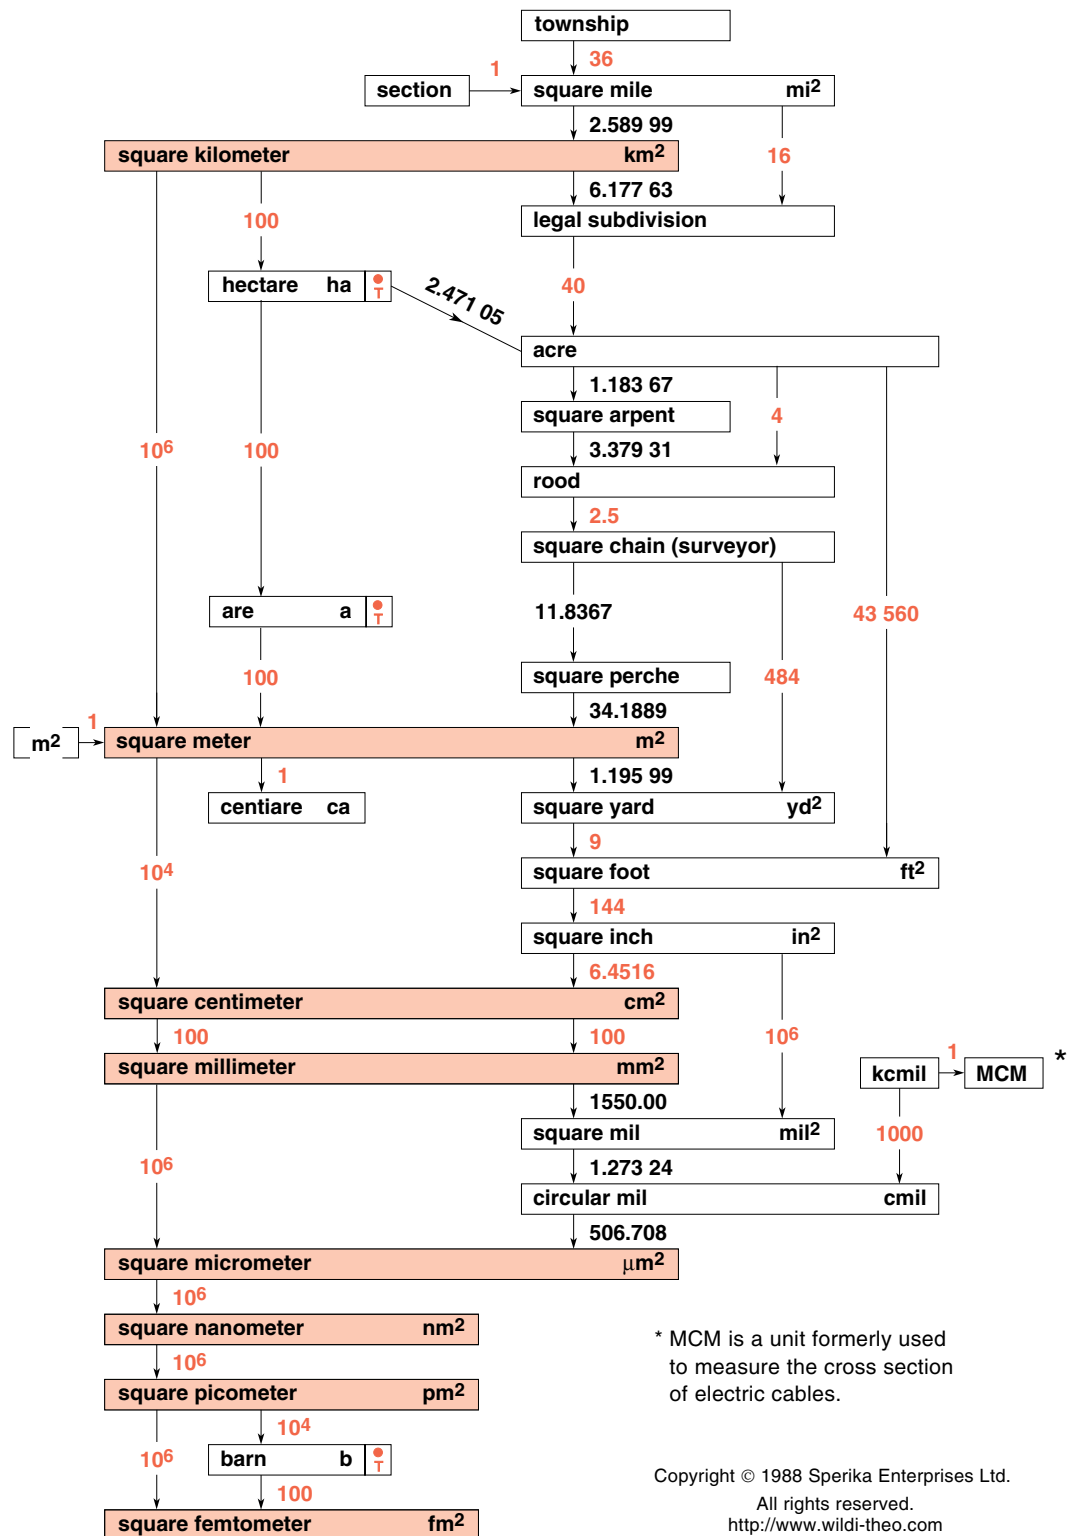 township
36
1
section
square mile mi²
2.589 99
square kilometer km²
16
6.177 63
100
legal subdivision
hectare ha
T
2.471 05
40
acre
1.183 67
square arpent
4
10⁶
100
3.379 31
rood
2.5
square chain (surveyor)
are a
T
11.8367
43 560
100
square perche
484
34.1889
1
m²
square meter m²
1
1.195 99
centiare ca
square yard yd²
9
10⁴
square foot ft²
144
square inch in²
6.4516
square centimeter cm²
100
100
10⁶
square millimeter mm²
1
kcmil
MCM
*
1550.00
square mil mil²
1000
10⁶
1.273 24
circular mil cmil
506.708
square micrometer μm²
10⁶
square nanometer nm²
10⁶
square picometer pm²
10⁴
10⁶
barn b
T
100
square femtometer fm²
* MCM is a unit formerly used
to measure the cross section
of electric cables.
Copyright © 1988 Sperika Enterprises Ltd.
All rights reserved.
http://www.wildi-theo.com